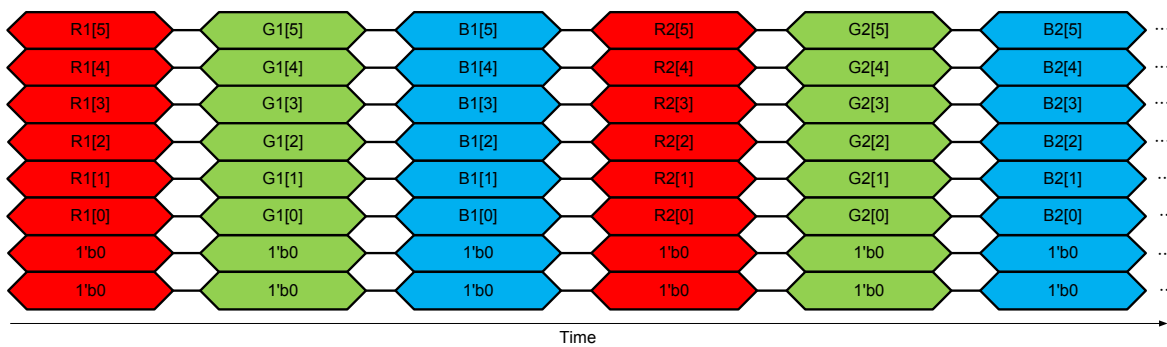 R1[5] G1[5] B1[5] R2[5] G2[5] B2[5] ...
R1[4] G1[4] B1[4] R2[4] G2[4] B2[4] ...
R1[3] G1[3] B1[3] R2[3] G2[3] B2[3] ...
R1[2] G1[2] B1[2] R2[2] G2[2] B2[2] ...
R1[1] G1[1] B1[1] R2[1] G2[1] B2[1] ...
R1[0] G1[0] B1[0] R2[0] G2[0] B2[0] ...
1'b0 1'b0 1'b0 1'b0 1'b0 1'b0 ...
1'b0 1'b0 1'b0 1'b0 1'b0 1'b0 ...
Time